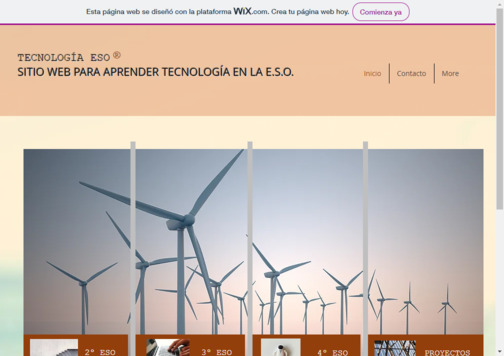 Esta página web se diseñó con la plataforma WiX.com. Crea tu página web hoy. Comienza ya
TECNOLOGÍA ESO ®
SITIO WEB PARA APRENDER TECNOLOGÍA EN LA E.S.O.
Inicio Contacto More
2º ESO 3º ESO 4º ESO PROYECTOS